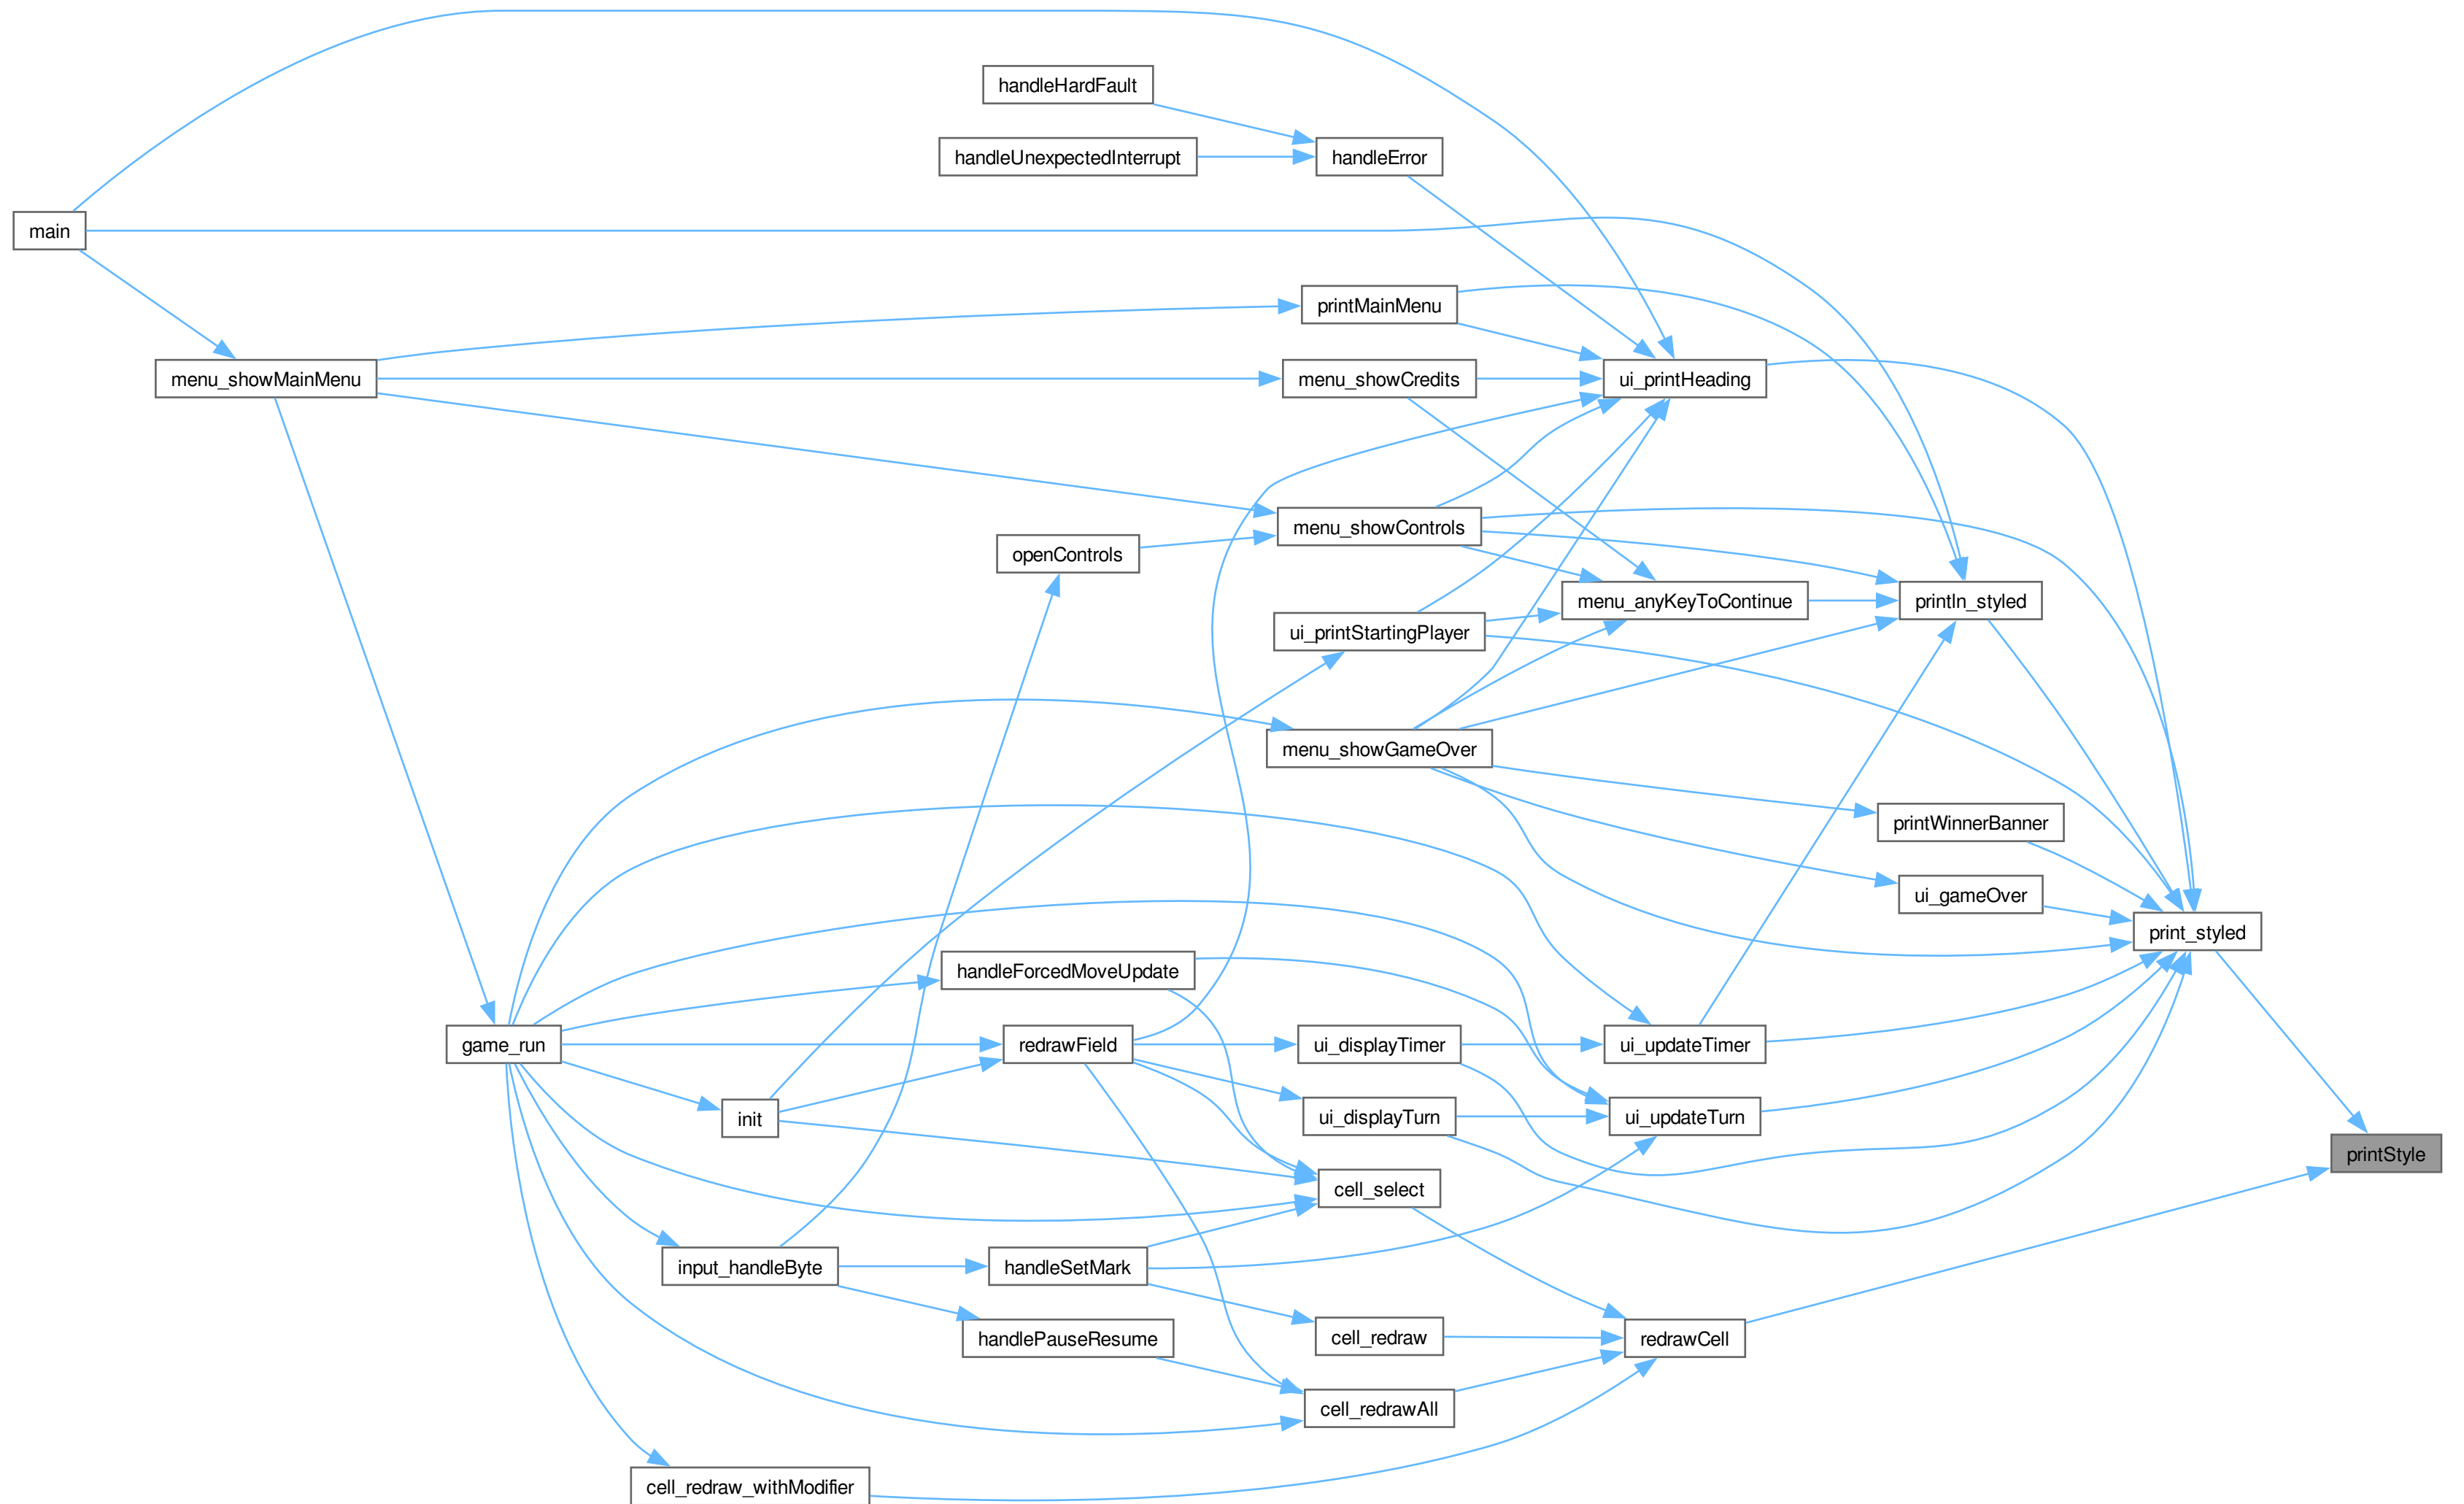 handleHardFault
handleUnexpectedInterrupt
handleError
main
printMainMenu
menu_showMainMenu
menu_showCredits
ui_printHeading
menu_showControls
openControls
menu_anyKeyToContinue
println_styled
ui_printStartingPlayer
menu_showGameOver
printWinnerBanner
ui_gameOver
print_styled
handleForcedMoveUpdate
game_run
redrawField
ui_displayTimer
ui_updateTimer
init
ui_displayTurn
ui_updateTurn
printStyle
cell_select
input_handleByte
handleSetMark
handlePauseResume
cell_redraw
redrawCell
cell_redrawAll
cell_redraw_withModifier